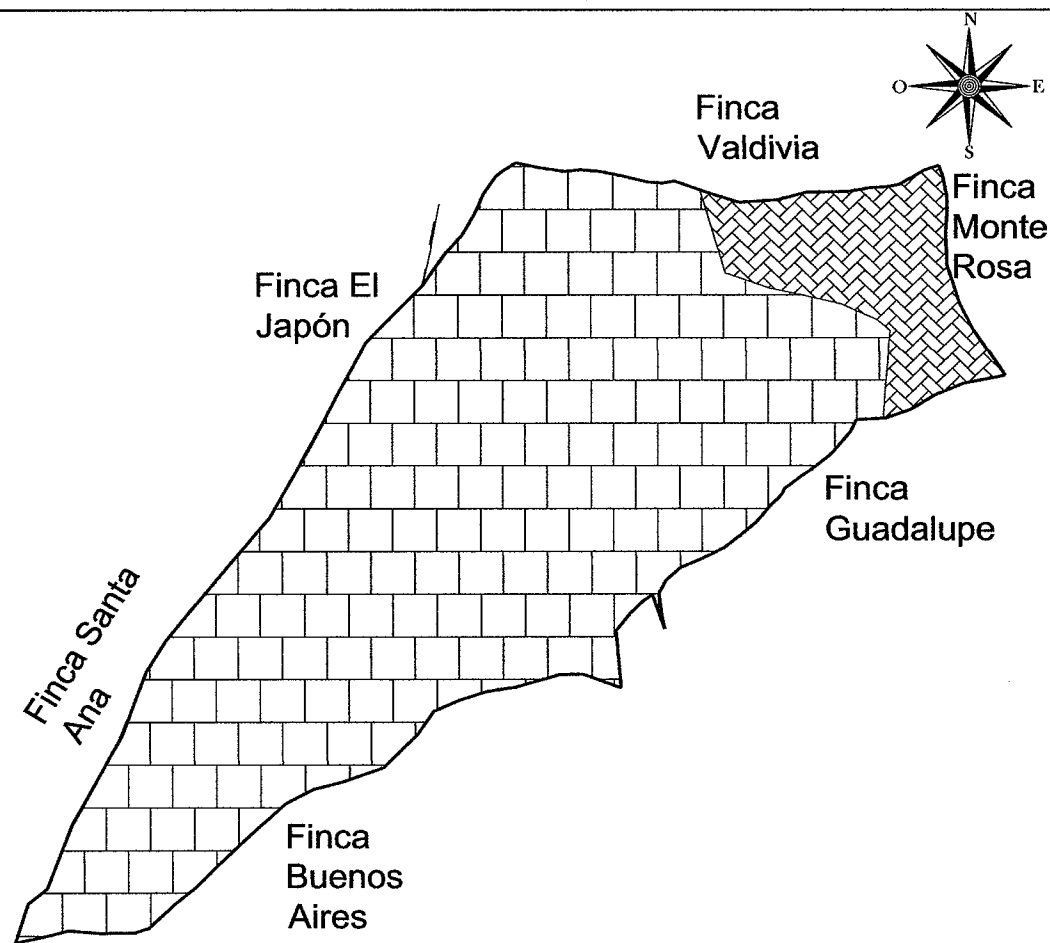 N
O
E
S
Finca
Valdivia
Finca
Monte
Rosa
Finca El
Japón
Finca
Guadalupe
Finca Santa
Ana
Finca
Buenos
Aires